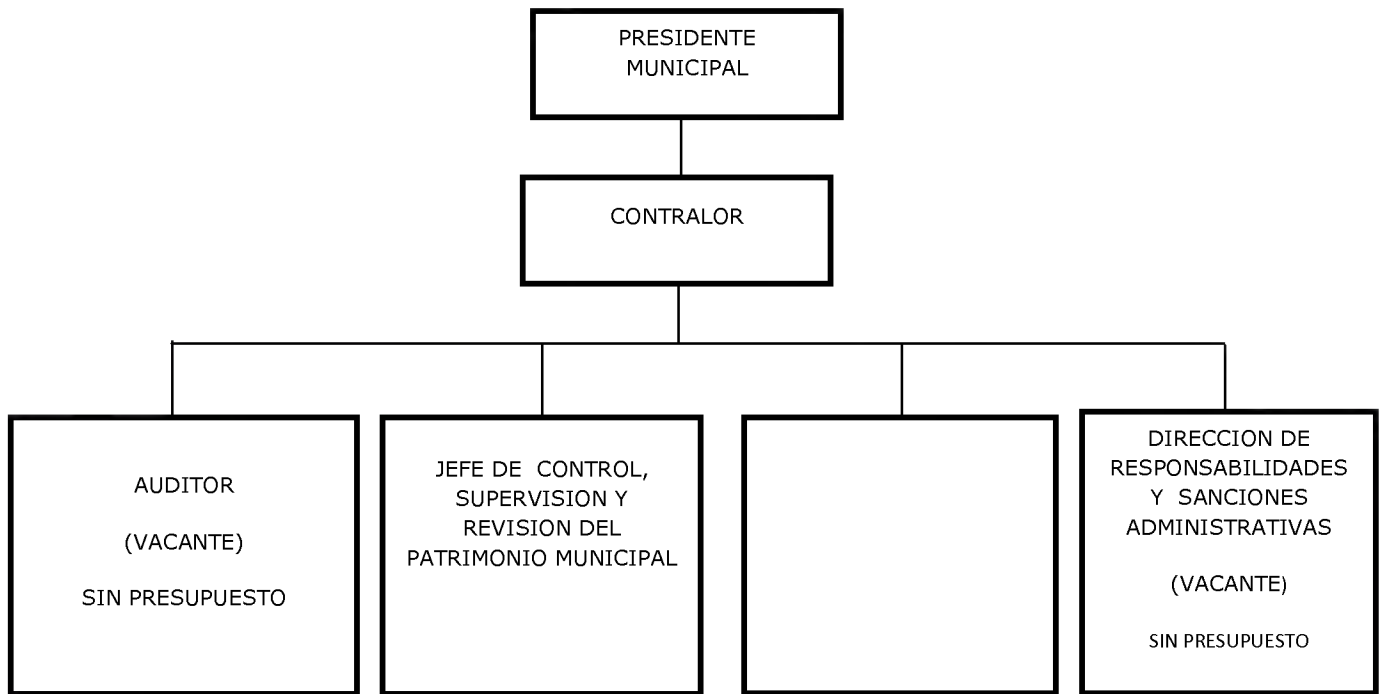 PRESIDENTE
MUNICIPAL
CONTRALOR
AUDITOR
(VACANTE)
SIN PRESUPUESTO
JEFE DE CONTROL,
SUPERVISION Y
REVISION DEL
PATRIMONIO MUNICIPAL
DIRECCION DE
RESPONSABILIDADES
Y SANCIONES
ADMINISTRATIVAS
(VACANTE)
SIN PRESUPUESTO